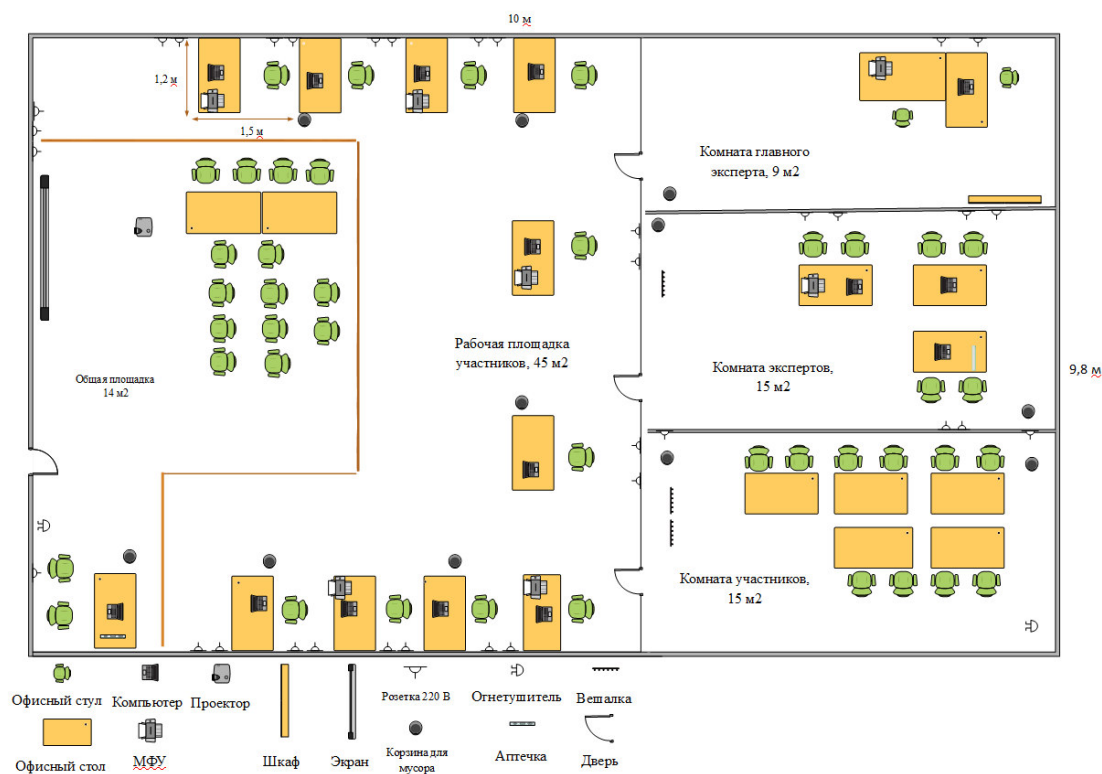 10 м
1,2 м
1,5 м
Комната главного
эксперта, 9 м2
Рабочая площадка
участников, 45 м2
Общая площадка
14 м2
Комната экспертов,
15 м2
9,8 м
Комната участников,
15 м2
Офисный стул
Компьютер
Проектор
Розетка 220 В
Огнетушитель
Вешалка
Офисный стол
МФУ
Шкаф
Экран
Корзина для
мусора
Аптечка
Дверь